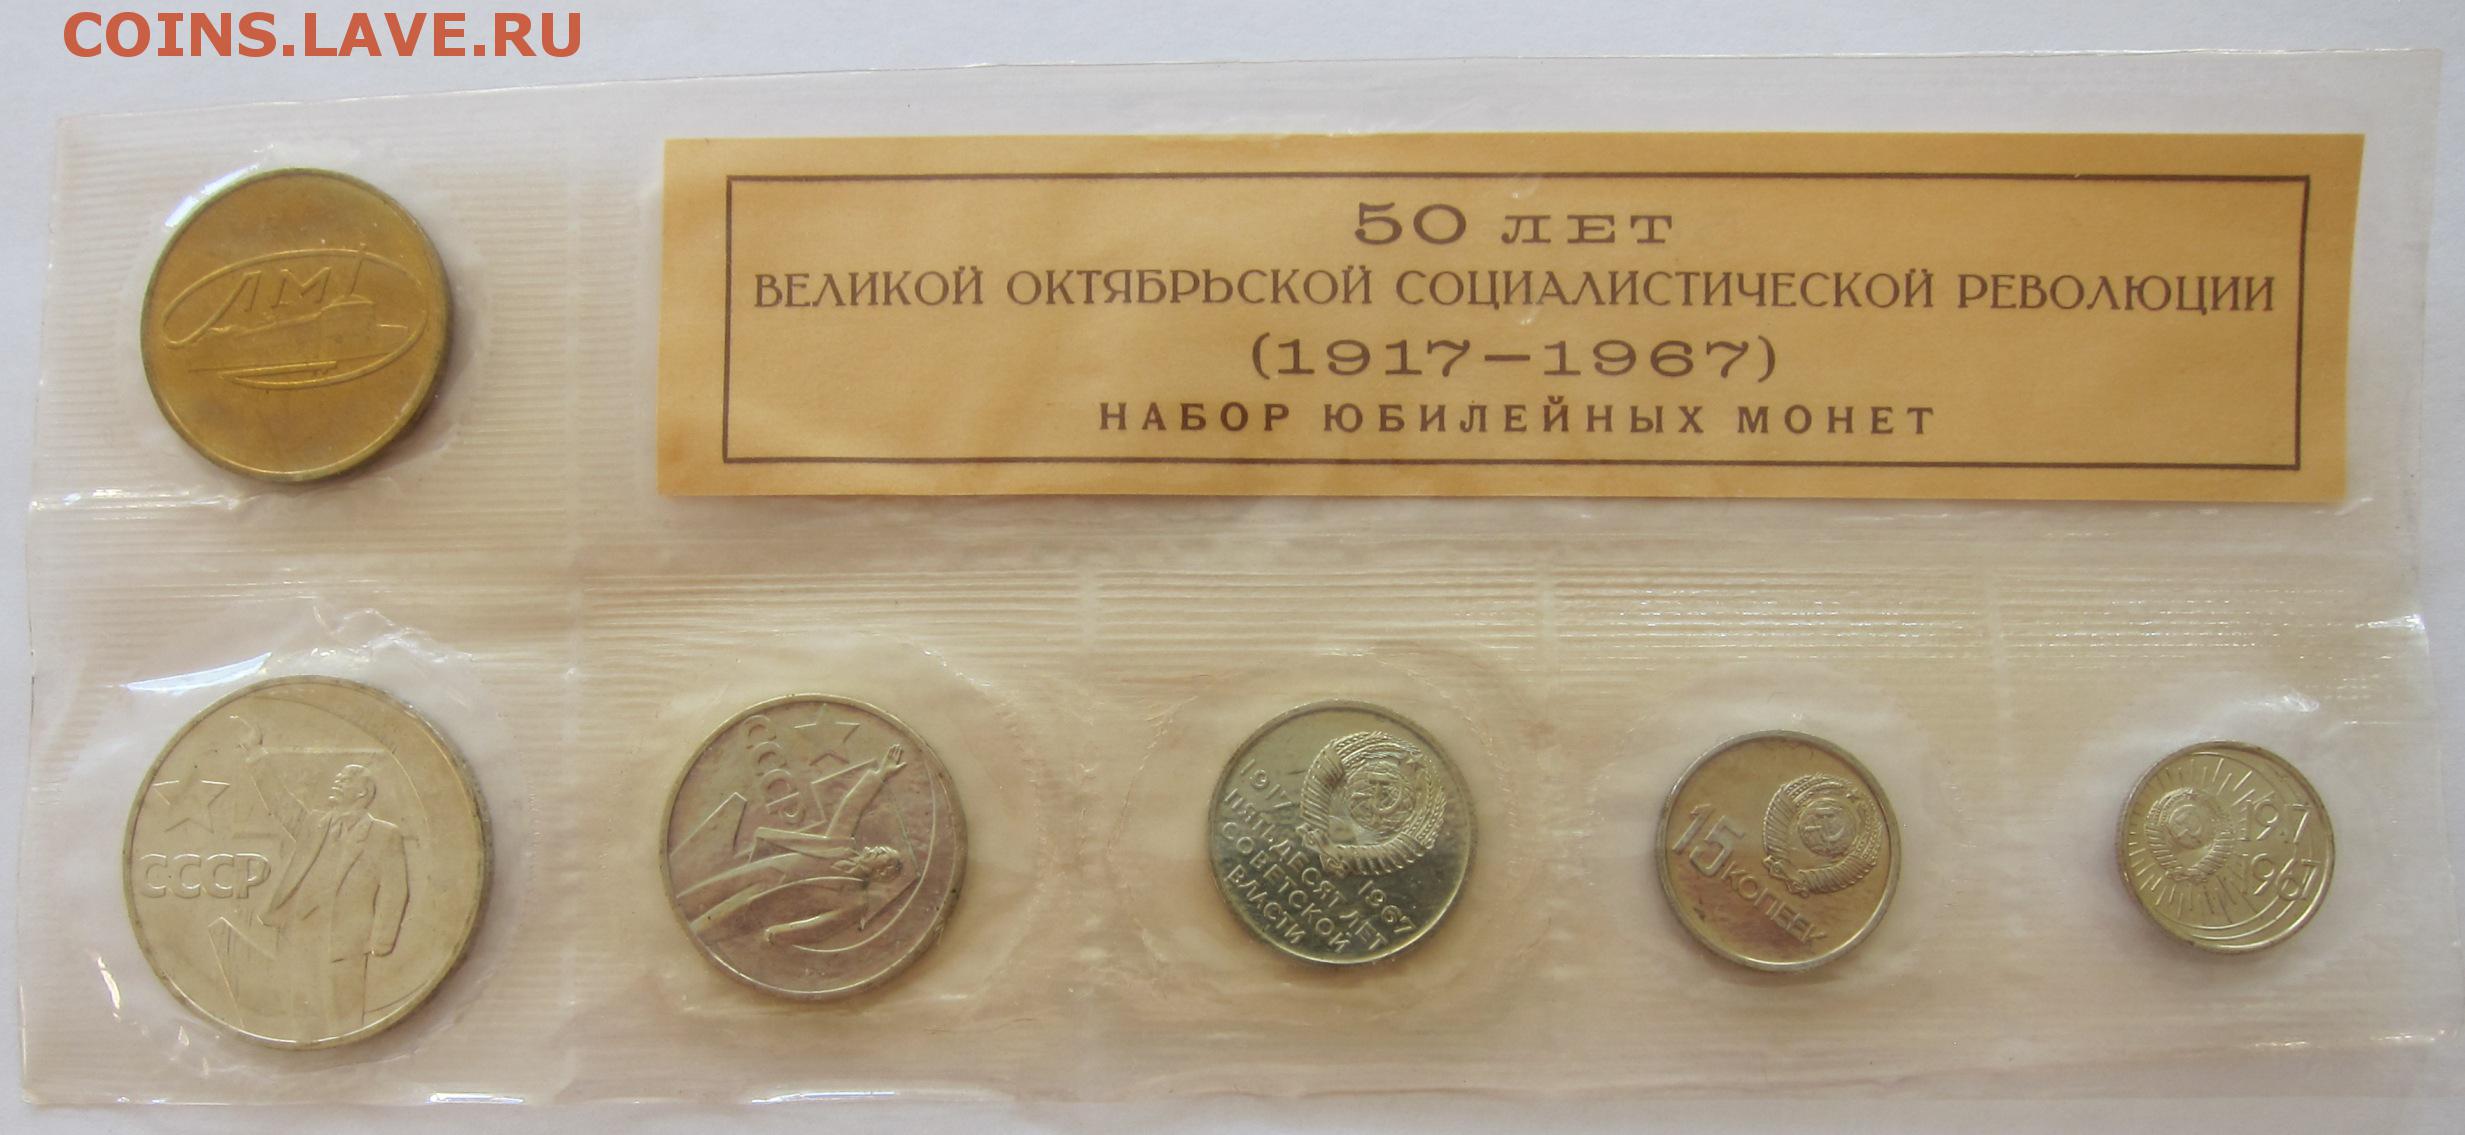 COINS.LAVE.RU
50 ЛЕТ
ВЕЛИКОЙ ОКТЯБРЬСКОЙ СОЦИАЛИСТИЧЕСКОЙ РЕВОЛЮЦИИ
(1917–1967)
НАБОР ЮБИЛЕЙНЫХ МОНЕТ
ЛМД
СССР
СССР
1917 1967
ПЯТЬДЕСЯТ ЛЕТ
СОВЕТСКОЙ
ВЛАСТИ
15
КОПЕЕК
1917
1967